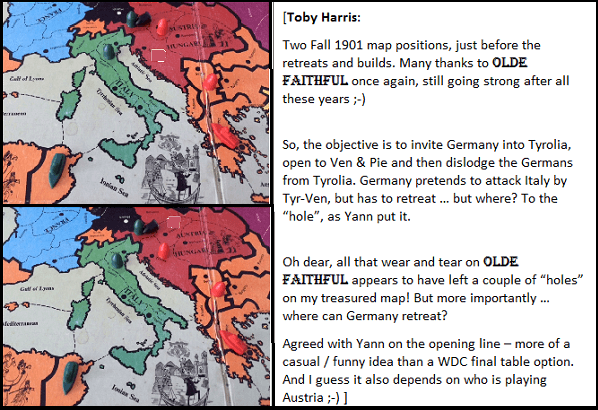 AUSTRIA
HUNGARY
Gulf of Lyons
ITALY
Adriatic Sea
Tyrrhenian Sea
Ionian Sea
AUSTRIA
HUNGARY
Gulf of Lyons
ITALY
Adriatic Sea
Mediterranean
Tyrrhenian Sea
Ionian Sea
[Toby Harris:
Two Fall 1901 map positions, just before the
retreats and builds. Many thanks to OLDE
FAITHFUL once again, still going strong after all
these years ;-)
So, the objective is to invite Germany into Tyrolia,
open to Ven & Pie and then dislodge the Germans
from Tyrolia. Germany pretends to attack Italy by
Tyr-Ven, but has to retreat … but where? To the
“hole”, as Yann put it.
Oh dear, all that wear and tear on OLDE
FAITHFUL appears to have left a couple of “holes”
on my treasured map! But more importantly …
where can Germany retreat?
Agreed with Yann on the opening line – more of a
casual / funny idea than a WDC final table option.
And I guess it also depends on who is playing
Austria ;-) ]